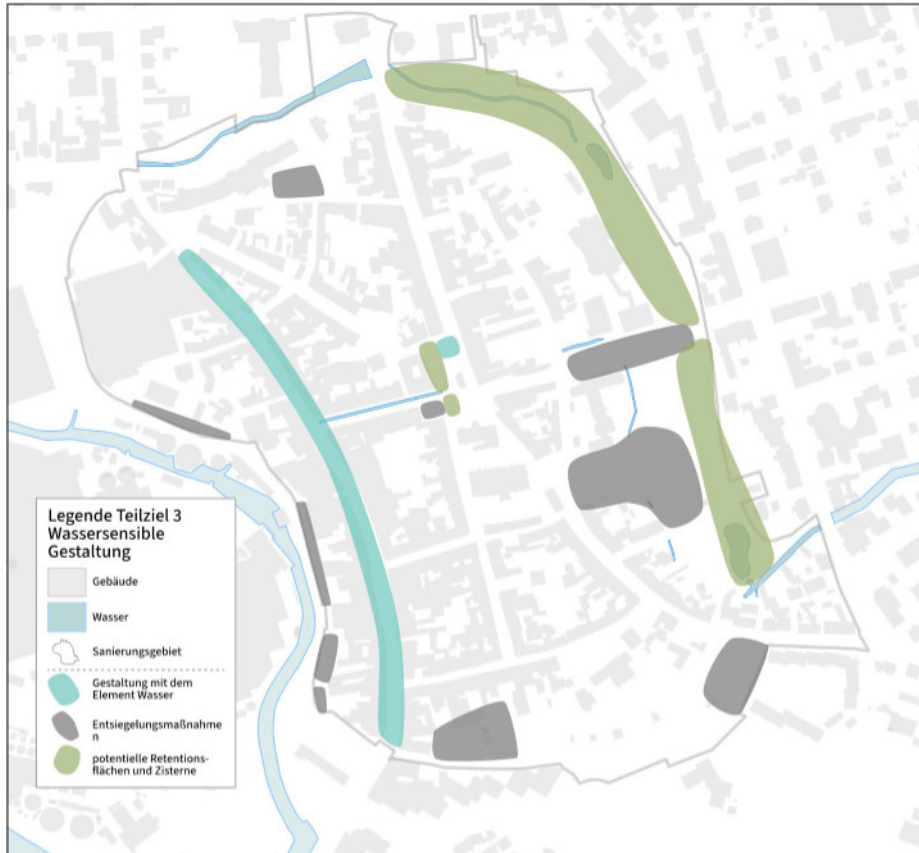 Legende Teilziel 3
Wassersensible
Gestaltung
Gebäude
Wasser
Sanierungsgebiet
Gestaltung mit dem
Element Wasser
Entsiegelungsmaßnahme
n
potentielle Retentions-
flächen und Zisterne